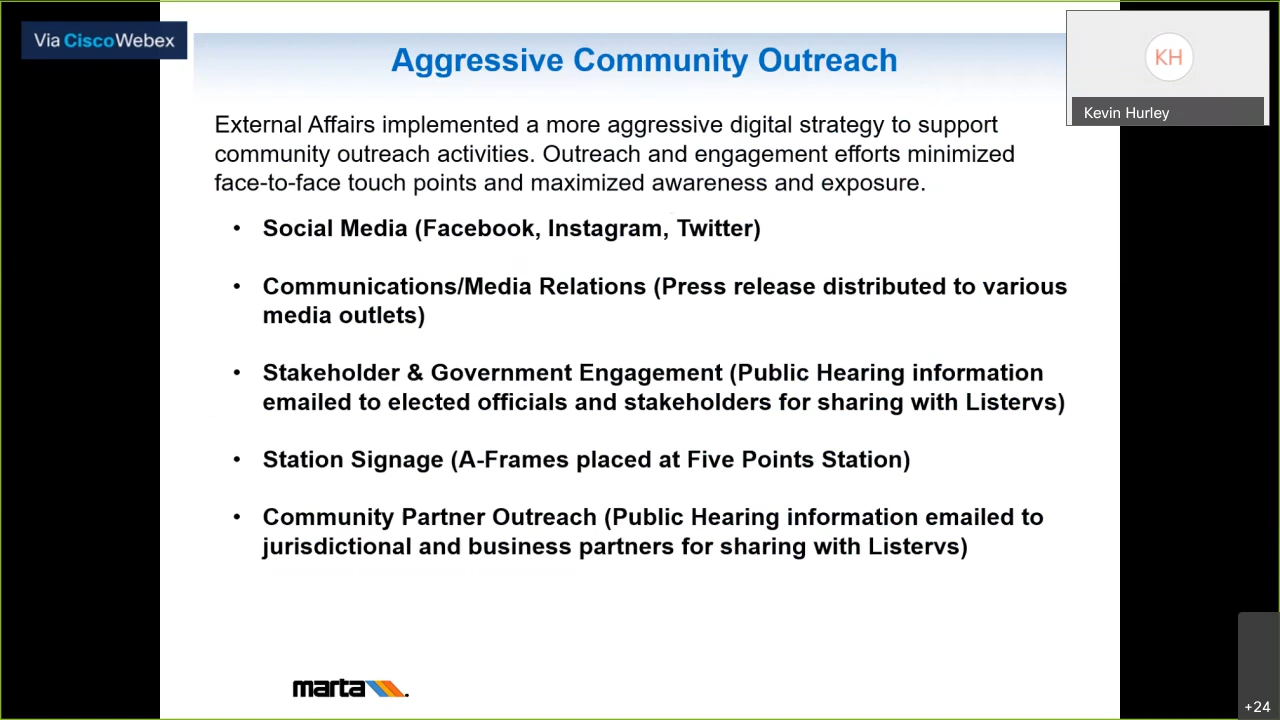 Via CiscoWebex
Aggressive Community Outreach
KH
Kevin Hurley
External Affairs implemented a more aggressive digital strategy to support
community outreach activities. Outreach and engagement efforts minimized
face-to-face touch points and maximized awareness and exposure.
• Social Media (Facebook, Instagram, Twitter)
• Communications/Media Relations (Press release distributed to various
media outlets)
• Stakeholder & Government Engagement (Public Hearing information
emailed to elected officials and stakeholders for sharing with Listervs)
• Station Signage (A-Frames placed at Five Points Station)
• Community Partner Outreach (Public Hearing information emailed to
jurisdictional and business partners for sharing with Listervs)
marta
+24